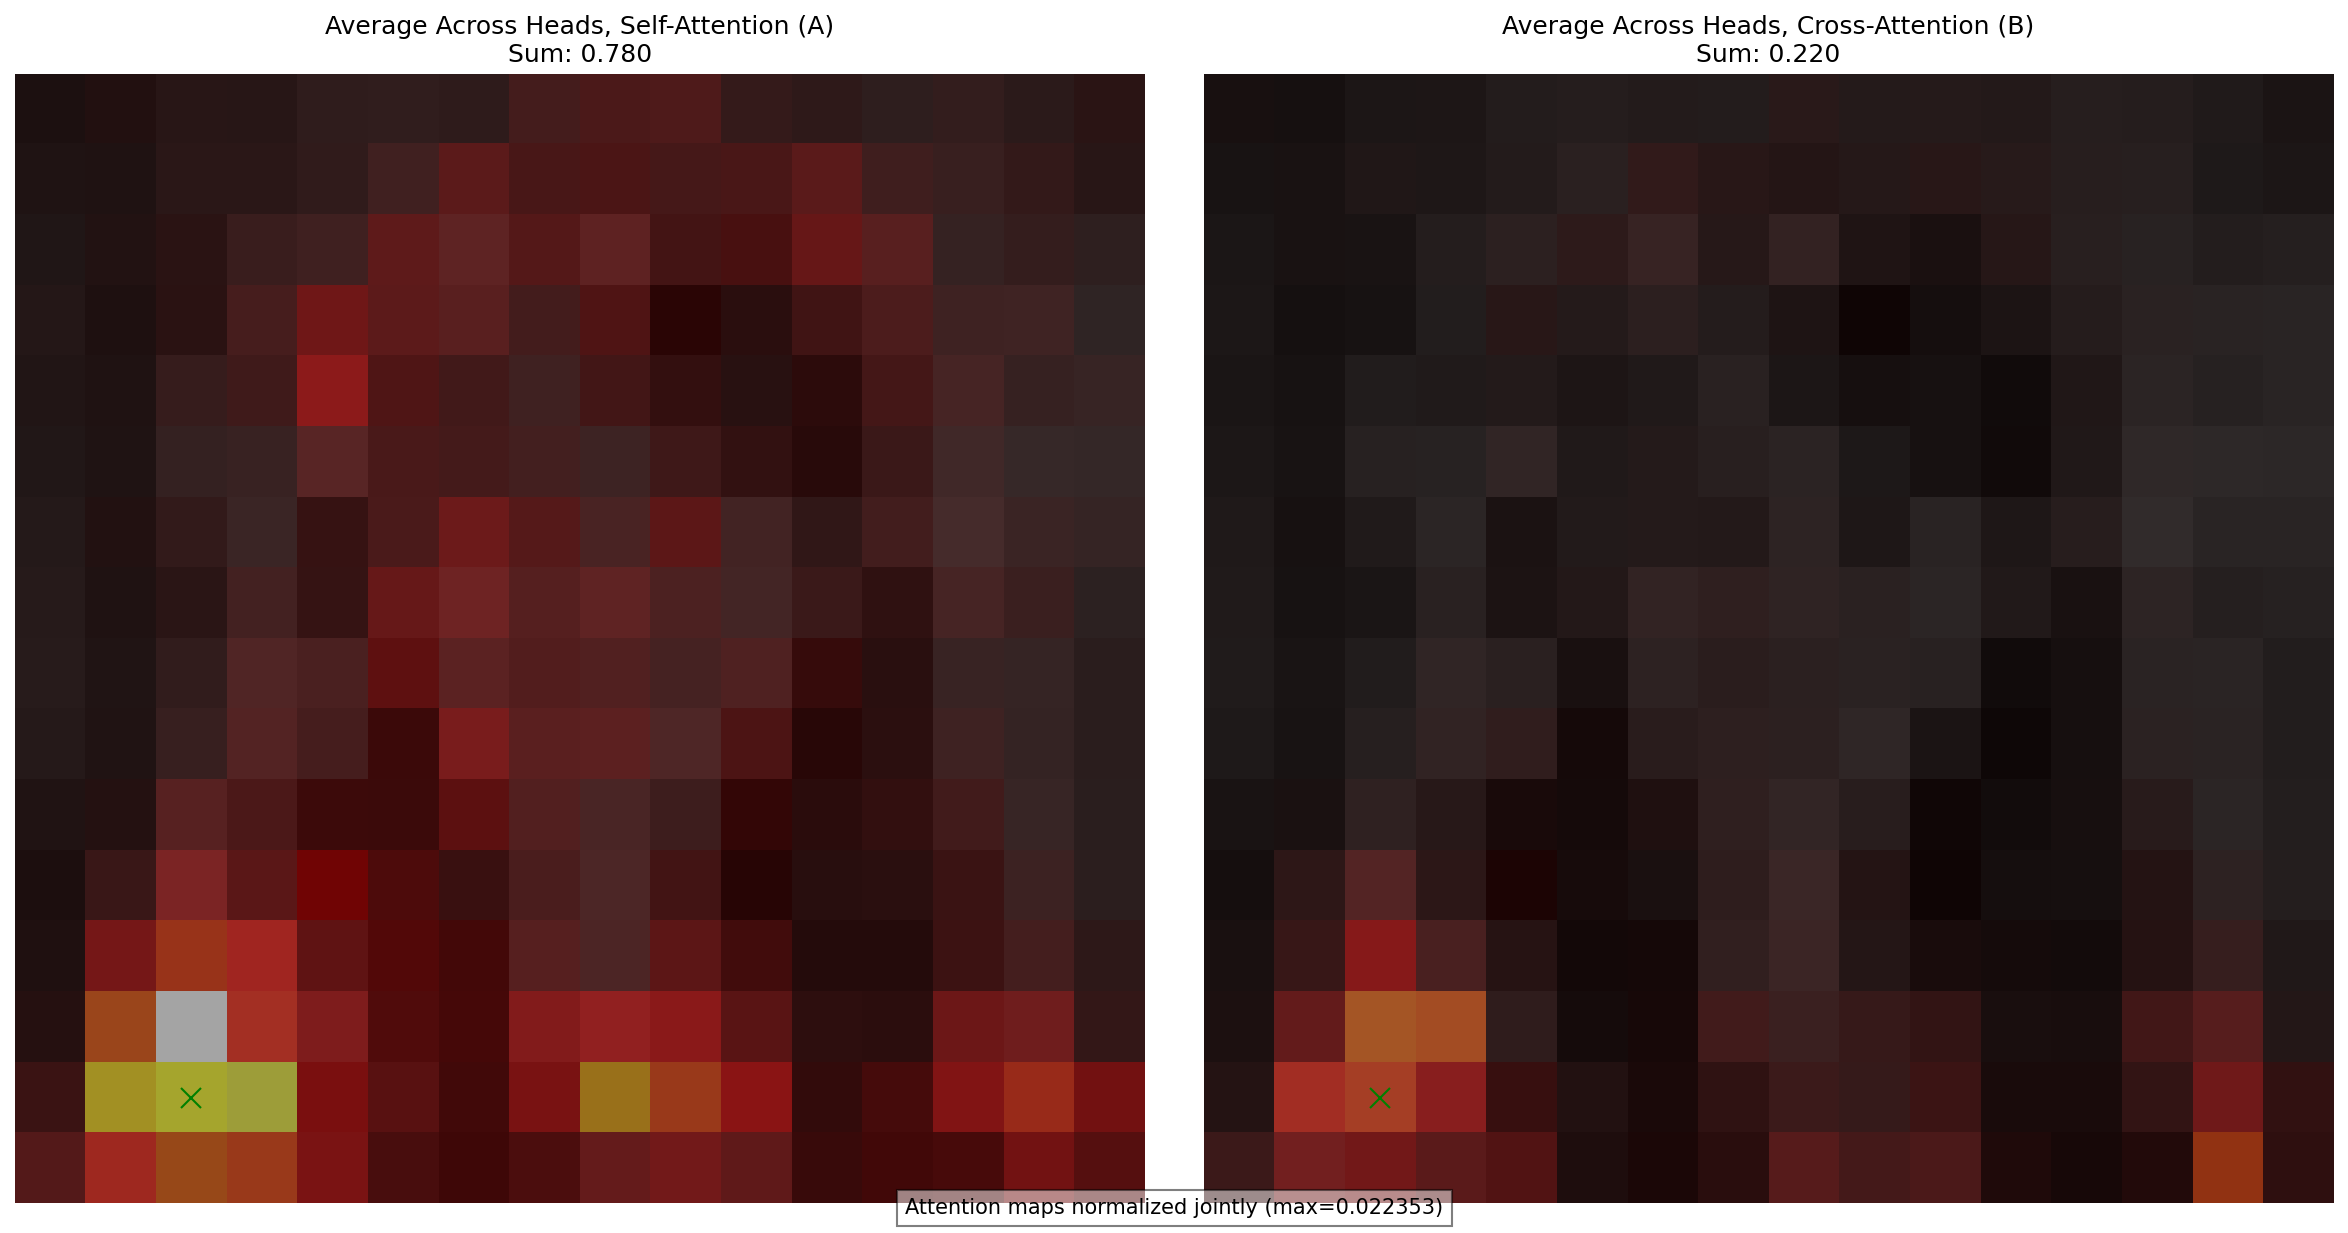 Average Across Heads, Self-Attention (A)
Sum: 0.780
Average Across Heads, Cross-Attention (B)
Sum: 0.220
Attention maps normalized jointly (max=0.022353)